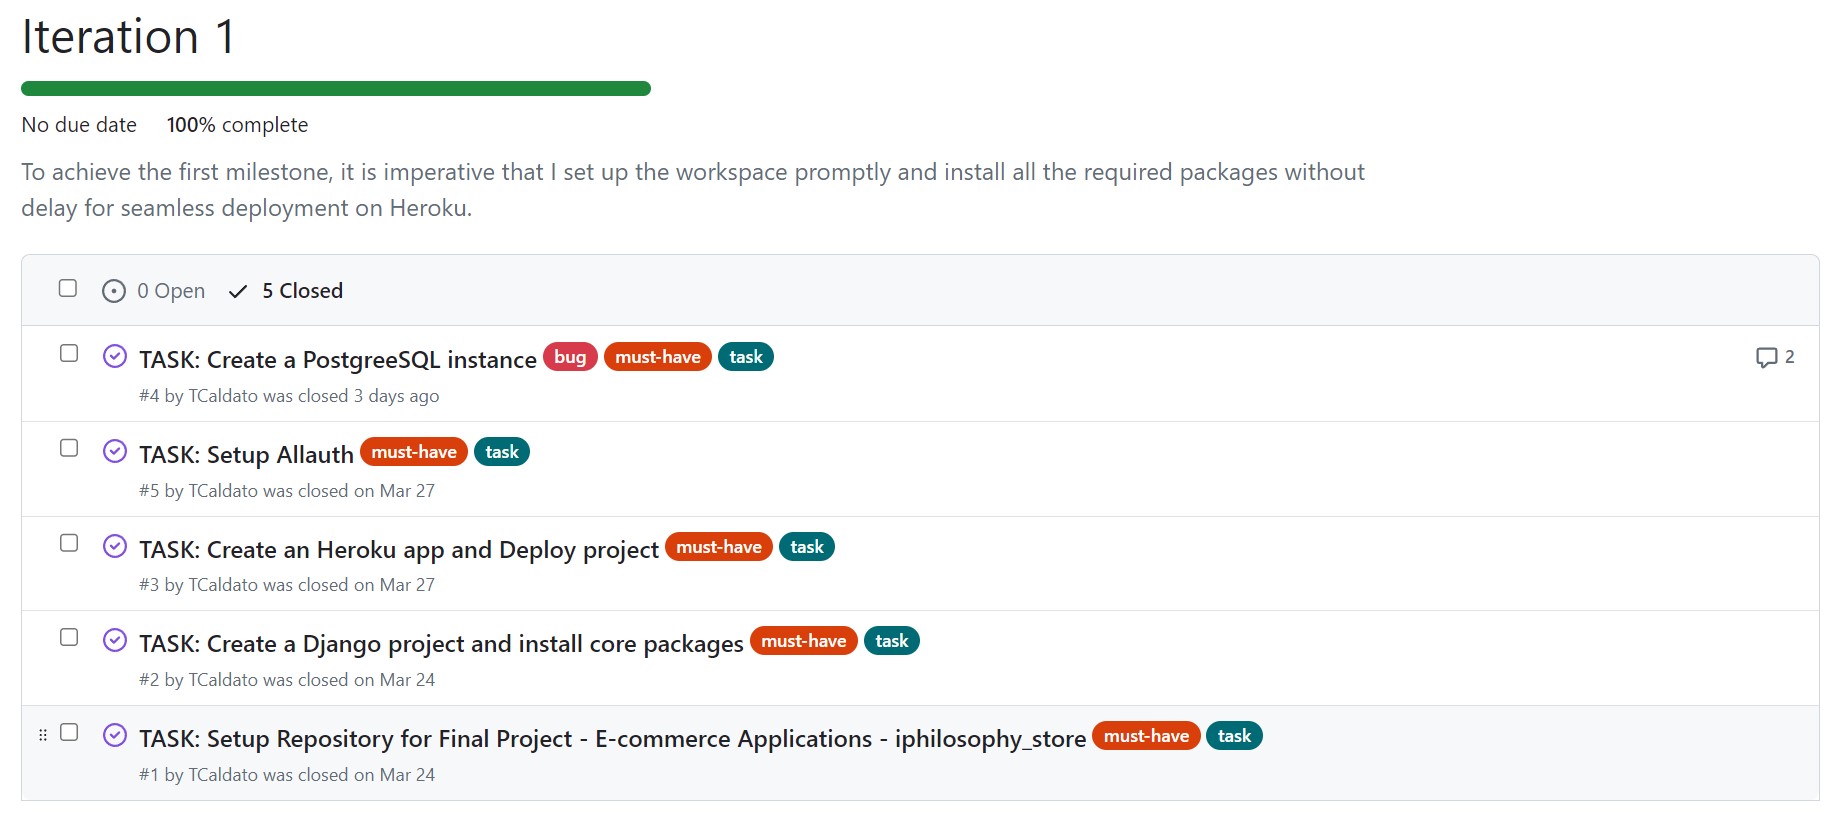 Iteration 1
No due date 100% complete
To achieve the first milestone, it is imperative that I set up the workspace promptly and install all the required packages without
delay for seamless deployment on Heroku.
0 Open 5 Closed
TASK: Create a PostgreeSQL instance bug must-have task 2
#4 by TCaldato was closed 3 days ago
TASK: Setup Allauth must-have task
#5 by TCaldato was closed on Mar 27
TASK: Create an Heroku app and Deploy project must-have task
#3 by TCaldato was closed on Mar 27
TASK: Create a Django project and install core packages must-have task
#2 by TCaldato was closed on Mar 24
TASK: Setup Repository for Final Project - E-commerce Applications - iphilosophy_store must-have task
#1 by TCaldato was closed on Mar 24